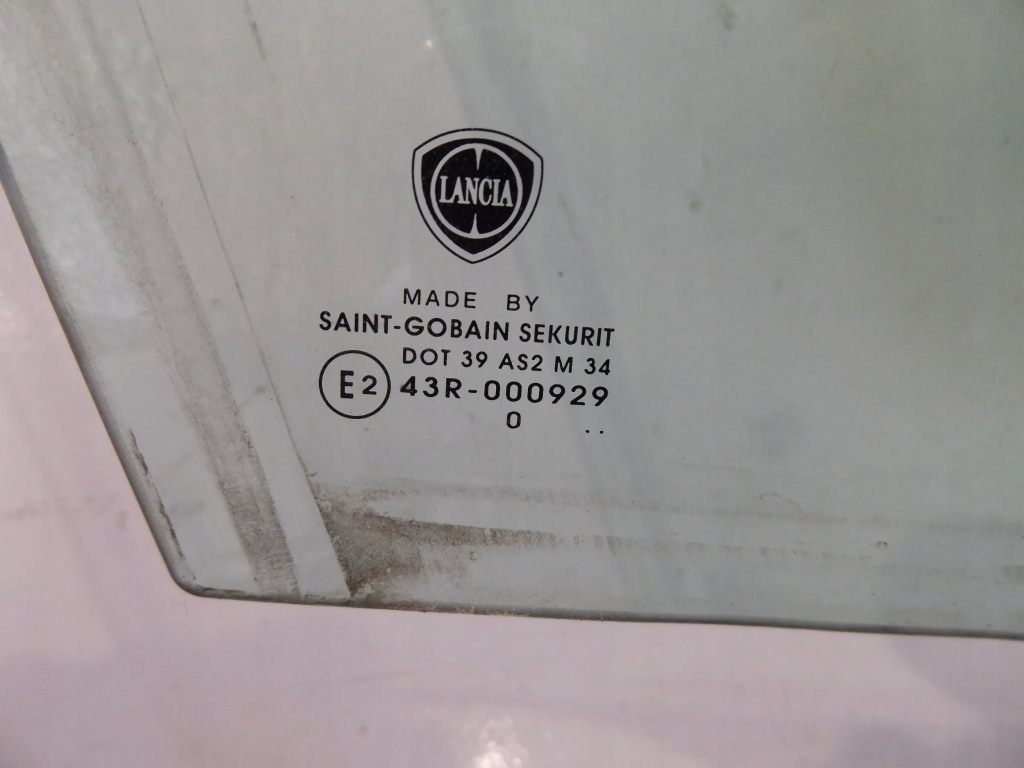 LANCIA
MADE BY
SAINT-GOBAIN SEKURIT
DOT 39 AS2 M 34
E2 43R-000929
0 ..